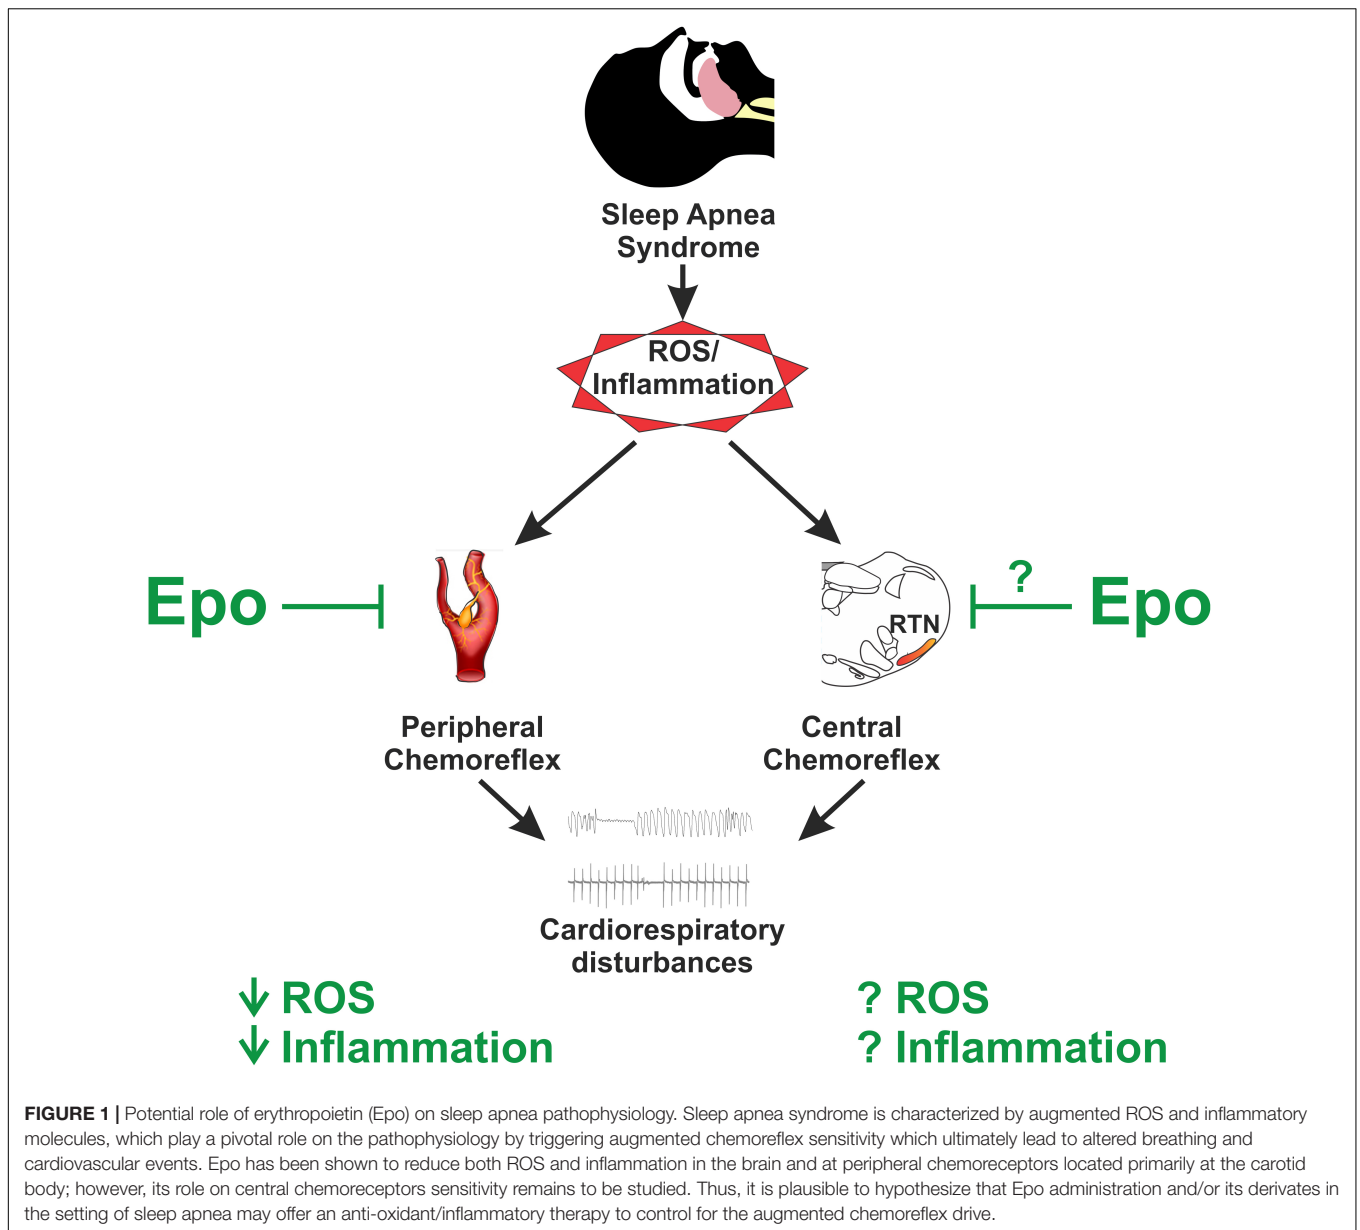 Sleep Apnea
Syndrome
ROS/
Inflammation
Epo
?
Epo
RTN
Peripheral
Chemoreflex
Central
Chemoreflex
Cardiorespiratory
disturbances
↓ ROS
↓ Inflammation
? ROS
? Inflammation
FIGURE 1 | Potential role of erythropoietin (Epo) on sleep apnea pathophysiology. Sleep apnea syndrome is characterized by augmented ROS and inflammatory
molecules, which play a pivotal role on the pathophysiology by triggering augmented chemoreflex sensitivity which ultimately lead to altered breathing and
cardiovascular events. Epo has been shown to reduce both ROS and inflammation in the brain and at peripheral chemoreceptors located primarily at the carotid
body; however, its role on central chemoreceptors sensitivity remains to be studied. Thus, it is plausible to hypothesize that Epo administration and/or its derivates in
the setting of sleep apnea may offer an anti-oxidant/inflammatory therapy to control for the augmented chemoreflex drive.